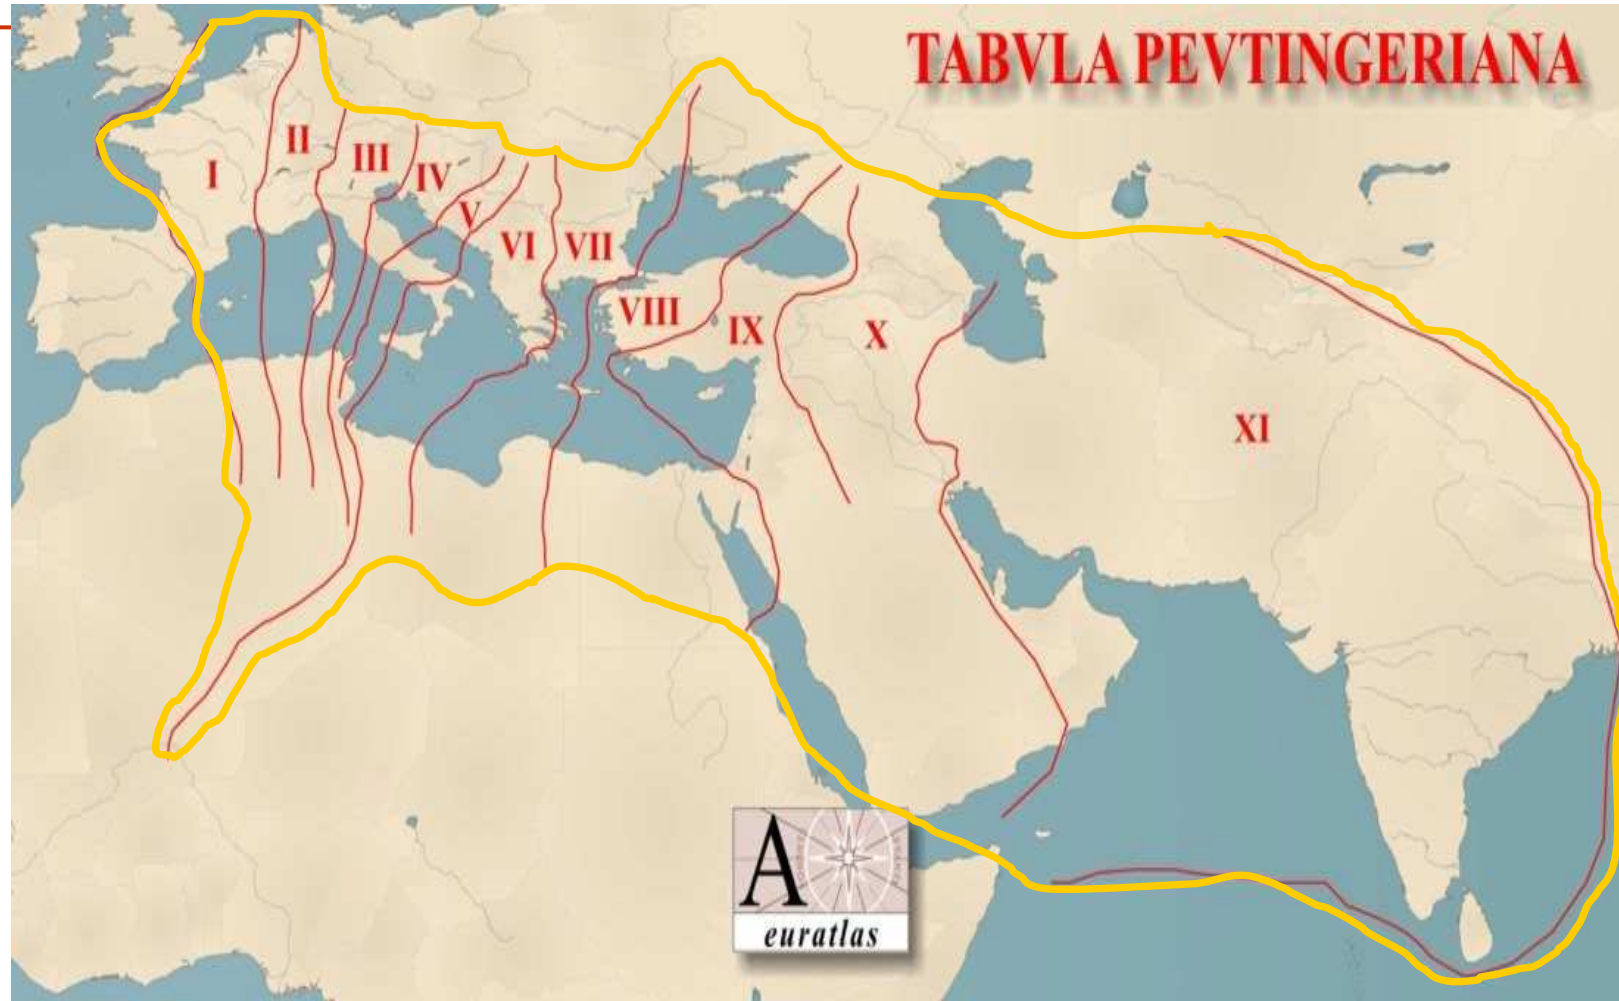 TABVLA PEVTINGERIANA
I
II
III
IV
V
VI
VII
VIII
IX
X
XI
A
euratlas